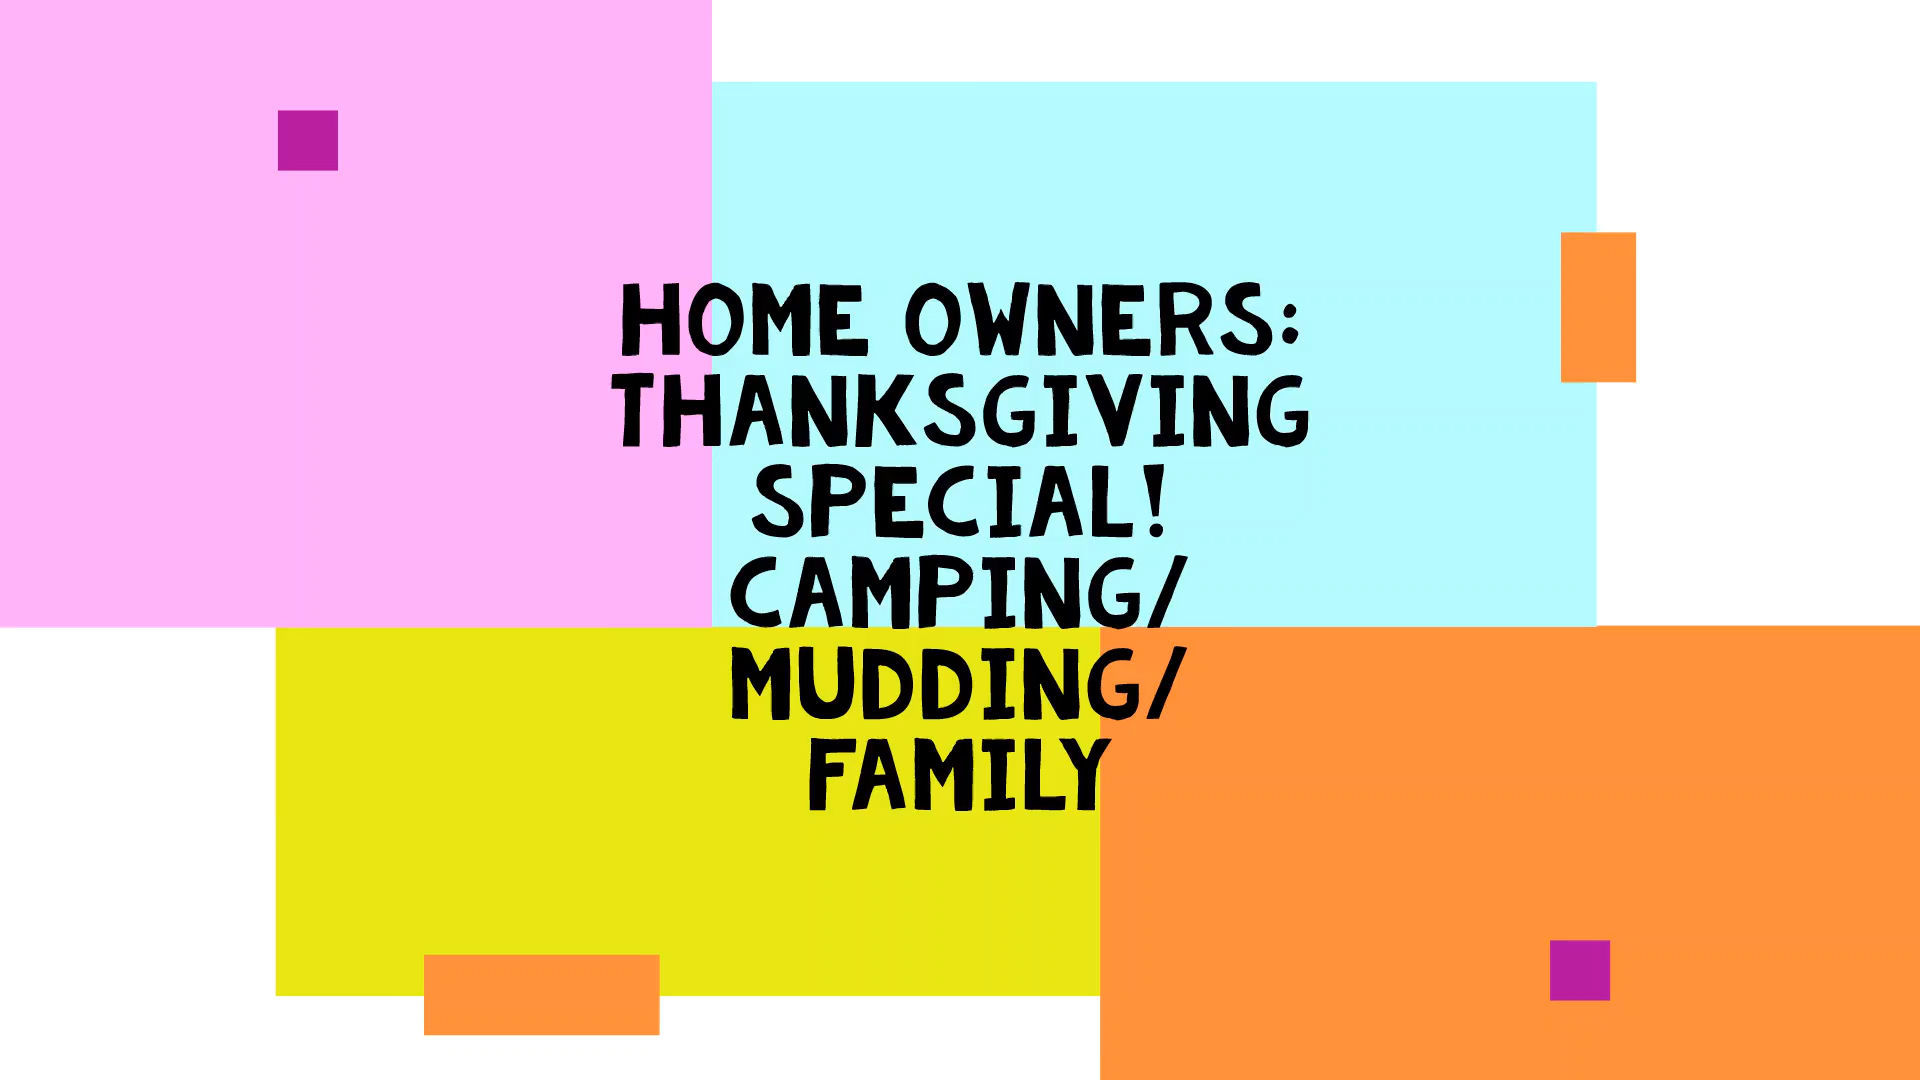 HOME OWNERS:
THANKSGIVING
SPECIAL!
CAMPING/
MUDDING/
FAMILY